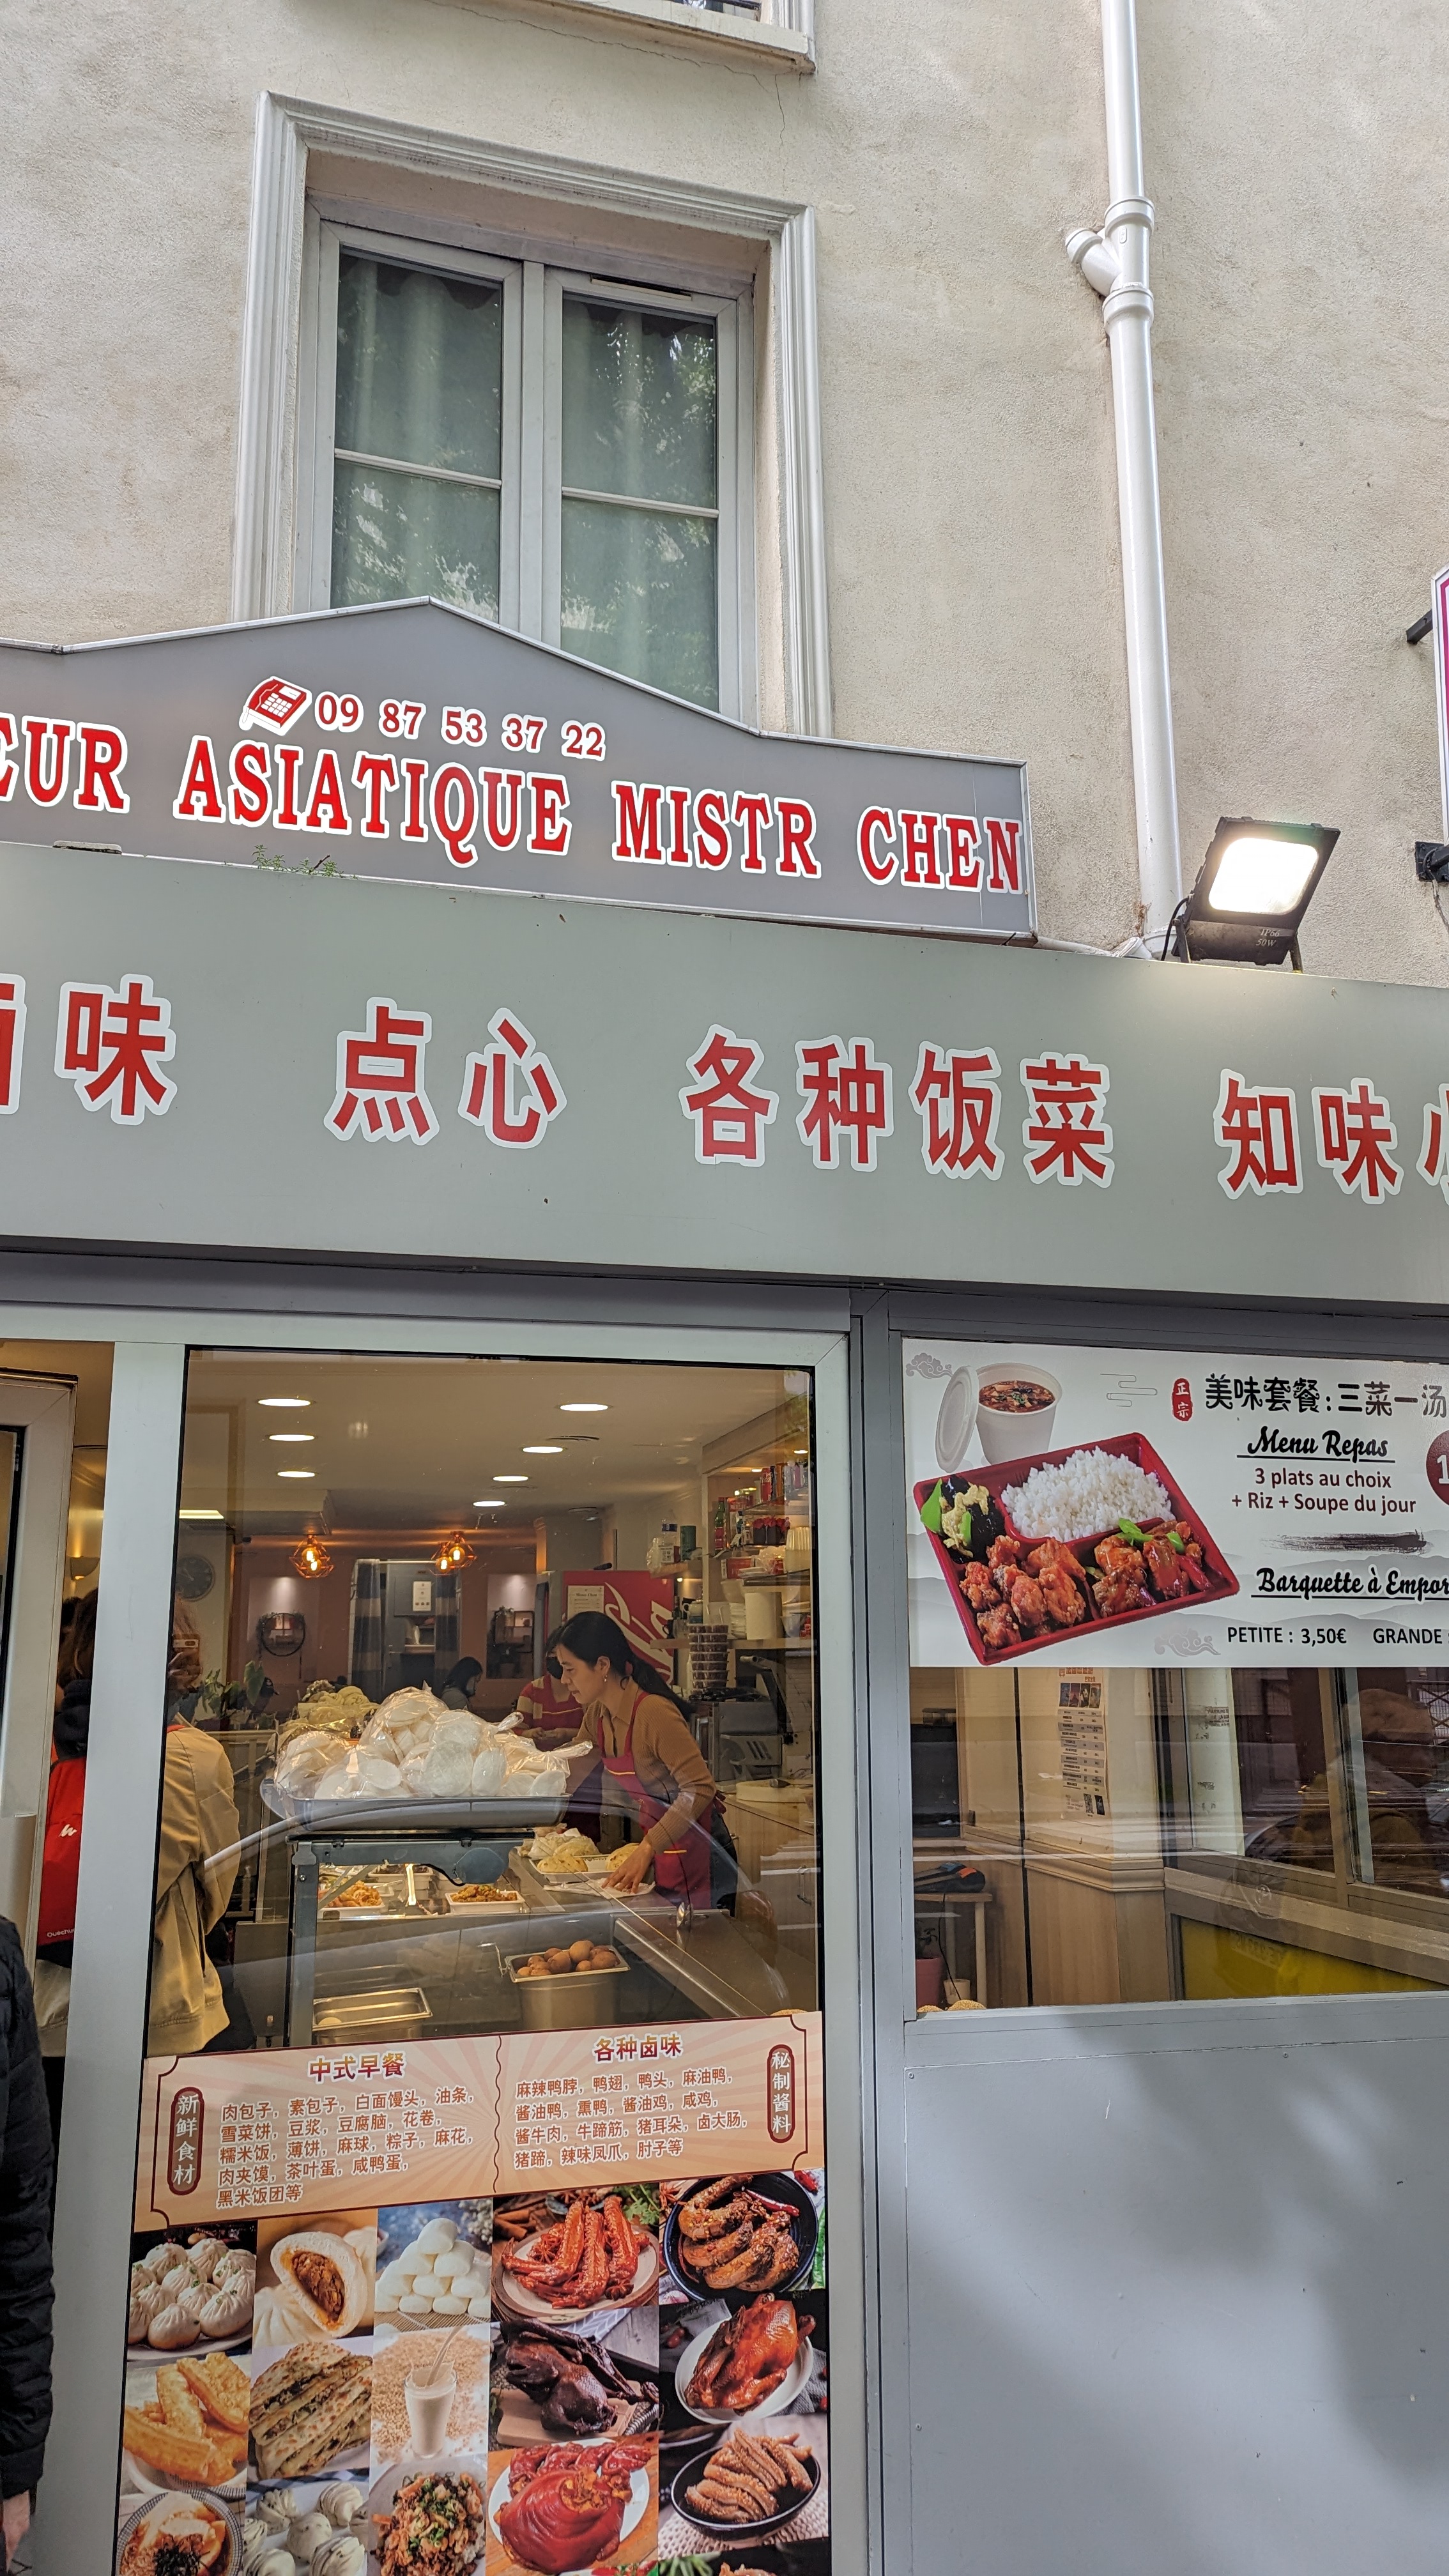 09 87 53 37 22
EUR ASIATIQUE MISTR CHEN
味 点心 各种饭菜 知味
正宗
美味套餐:三菜一汤
Menu Repas
3 plats au choix
+ Riz + Soupe du jour
Barquette à Empor
PETITE : 3,50€ GRANDE
IP66
50W
中式早餐
新鲜食材
肉包子, 素包子, 白面馒头, 油条,
雪菜饼, 豆浆, 豆腐脑, 花卷,
糯米饭, 薄饼, 麻球, 粽子, 麻花,
肉夹馍, 茶叶蛋, 咸鸭蛋,
黑米饭团等
各种卤味
麻辣鸭脖, 鸭翅, 鸭头, 麻油鸭,
酱油鸭, 熏鸭, 酱油鸡, 咸鸡,
酱牛肉, 牛蹄筋, 猪耳朵, 卤大肠,
猪蹄, 辣味凤爪, 肘子等
秘制酱料